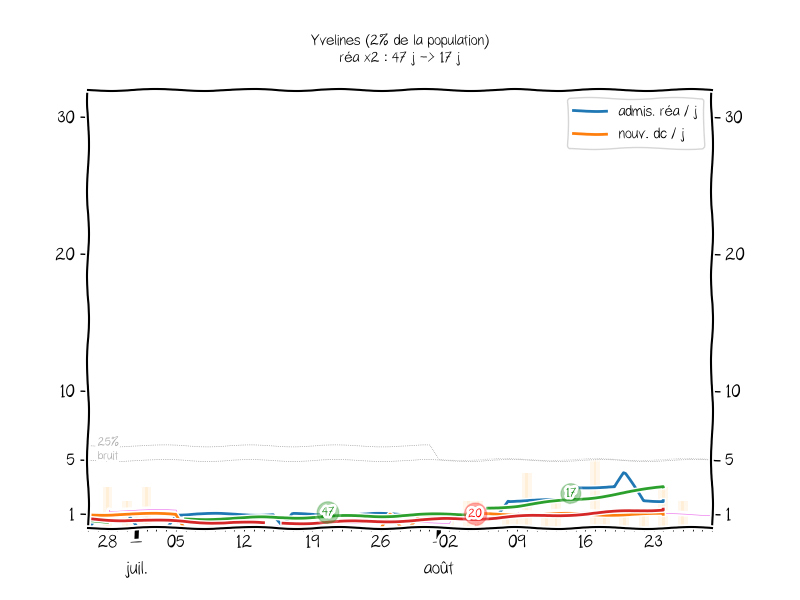 Yvelines (2% de la population)
réa x2 : 47 j -> 17 j
admis. réa / j
nouv. dc / j
30 30
20 20
10 10
5 5
1 1
25%
bruit
47
20
17
28 05 12 19 26 02 09 16 23
juil. août